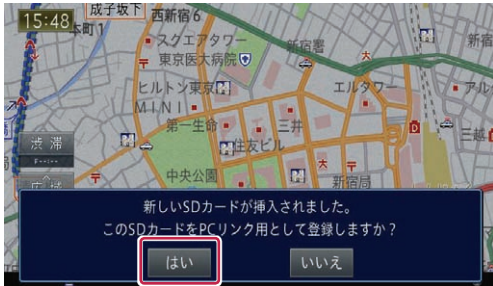 15:48
成子坂下
西新宿6
本町1
スクエアタワー
新宿署
東京医大病院
ヒルトン東京
エルタワー
MINI
第一生命
三井
住友ビル
渋滞
三越
中央公園
新宿局
広域
新しいSDカードが挿入されました。
このSDカードをPCリンク用として登録しますか?
はい
いいえ